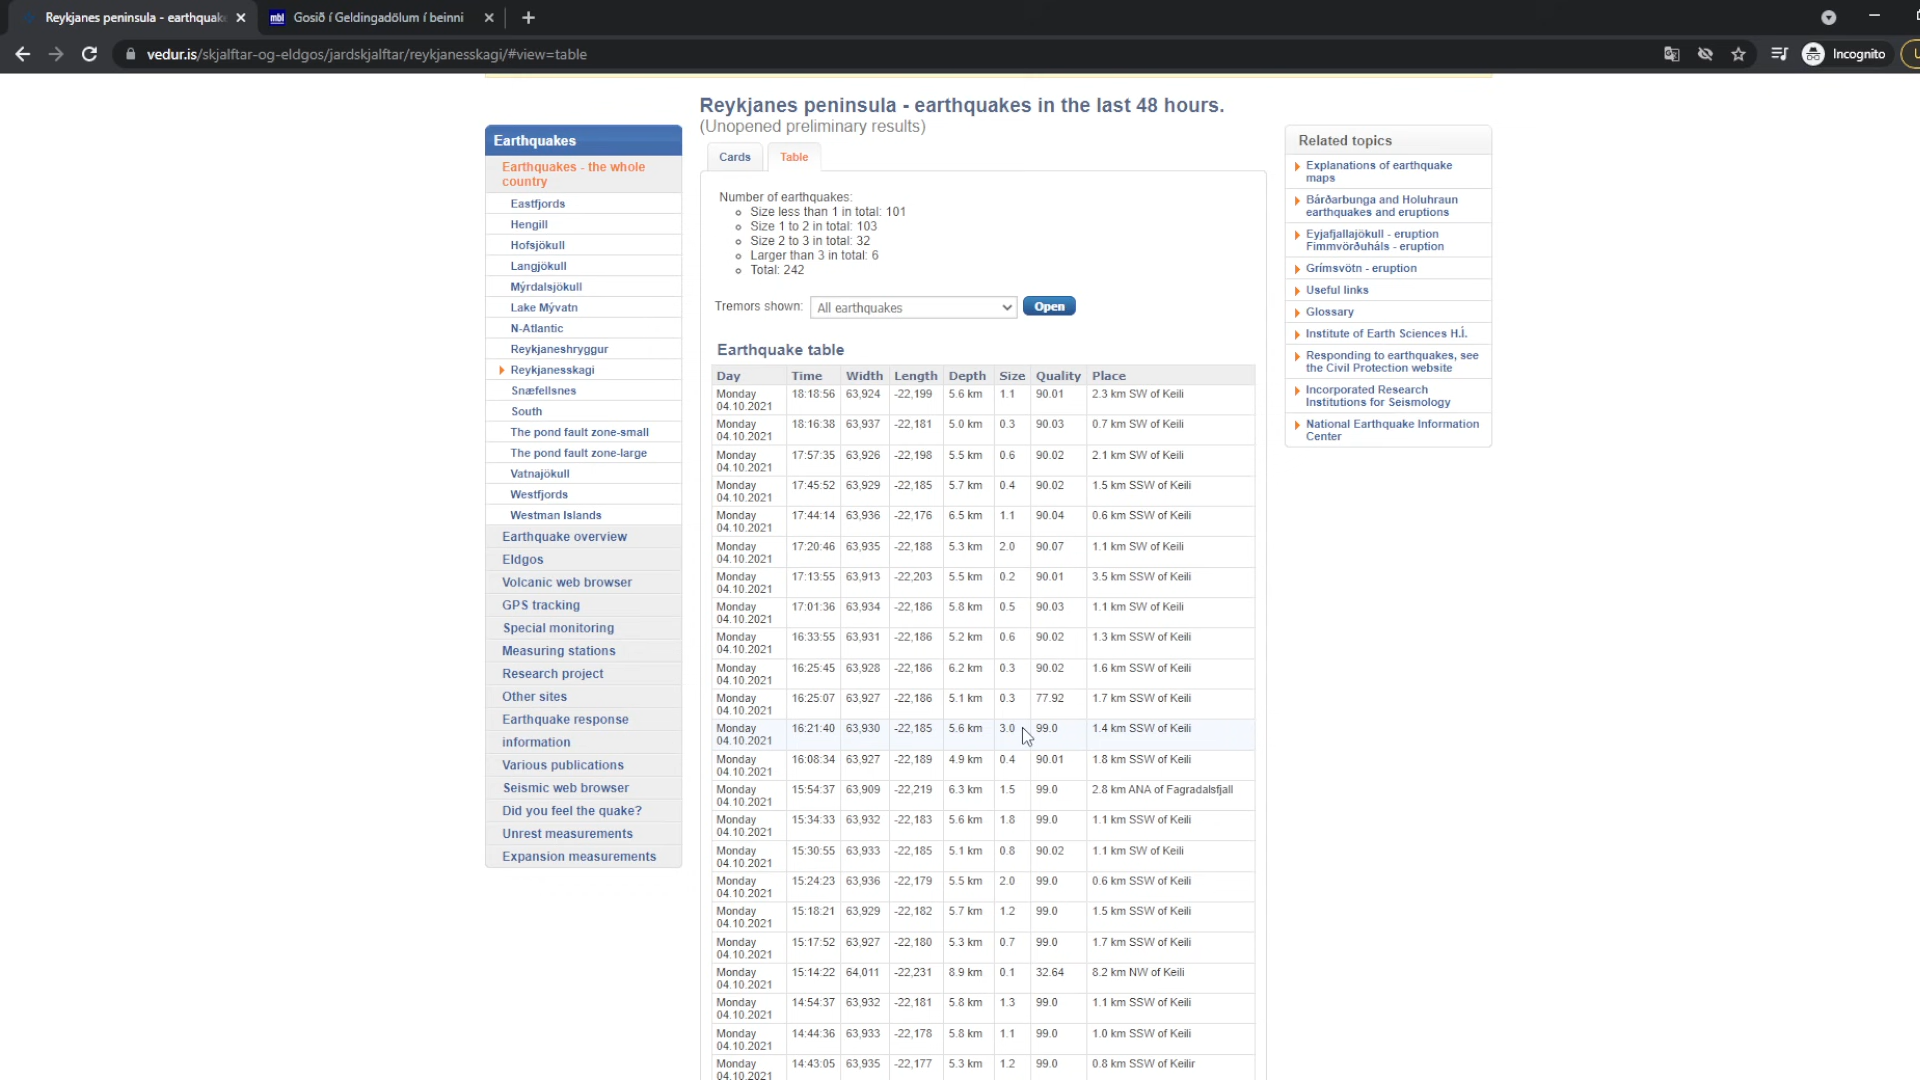 Reykjanes peninsula - earthquak
Gosið í Geldingadölum í beinni
vedur.is/skjalftar-og-eldgos/jardskjalftar/reykjanesskagi/#view=table
Incognito
Reykjanes peninsula - earthquakes in the last 48 hours.
(Unopened preliminary results)
Earthquakes
Earthquakes - the whole
country
Eastfjords
Hengill
Hofsjökull
Langjökull
Mýrdalsjökull
Lake Mývatn
N-Atlantic
Reykjaneshryggur
Reykjanesskagi
Snæfellsnes
South
The pond fault zone-small
The pond fault zone-large
Vatnajökull
Westfjords
Westman Islands
Earthquake overview
Eldgos
Volcanic web browser
GPS tracking
Special monitoring
Measuring stations
Research project
Other sites
Earthquake response
information
Various publications
Seismic web browser
Did you feel the quake?
Unrest measurements
Expansion measurements
Cards
Table
Number of earthquakes:
Size less than 1 in total: 101
Size 1 to 2 in total: 103
Size 2 to 3 in total: 32
Larger than 3 in total: 6
Total: 242
Tremors shown: All earthquakes Open
Earthquake table
Day Time Width Length Depth Size Quality Place
Monday 18:18:56 63,924 -22,199 5.6 km 1.1 90.01 2.3 km SW of Keili
04.10.2021
Monday 18:16:38 63,937 -22,181 5.0 km 0.3 90.03 0.7 km SW of Keili
04.10.2021
Monday 17:57:35 63,926 -22,198 5.5 km 0.6 90.02 2.1 km SW of Keili
04.10.2021
Monday 17:45:52 63,929 -22,185 5.7 km 0.4 90.02 1.5 km SSW of Keili
04.10.2021
Monday 17:44:14 63,936 -22,176 6.5 km 1.1 90.04 0.6 km SSW of Keili
04.10.2021
Monday 17:20:46 63,935 -22,188 5.3 km 2.0 90.07 1.1 km SW of Keili
04.10.2021
Monday 17:13:55 63,913 -22,203 5.5 km 0.2 90.01 3.5 km SSW of Keili
04.10.2021
Monday 17:01:36 63,934 -22,186 5.8 km 0.5 90.03 1.1 km SW of Keili
04.10.2021
Monday 16:33:55 63,931 -22,186 5.2 km 0.6 90.02 1.3 km SSW of Keili
04.10.2021
Monday 16:25:45 63,928 -22,186 6.2 km 0.3 90.02 1.6 km SSW of Keili
04.10.2021
Monday 16:25:07 63,927 -22,186 5.1 km 0.3 77.92 1.7 km SSW of Keili
04.10.2021
Monday 16:21:40 63,930 -22,185 5.6 km 3.0 99.0 1.4 km SSW of Keili
04.10.2021
Monday 16:08:34 63,927 -22,189 4.9 km 0.4 90.01 1.8 km SSW of Keili
04.10.2021
Monday 15:54:37 63,909 -22,219 6.3 km 1.5 99.0 2.8 km ANA of Fagradalsfjall
04.10.2021
Monday 15:34:33 63,932 -22,183 5.6 km 1.8 99.0 1.1 km SSW of Keili
04.10.2021
Monday 15:30:55 63,933 -22,185 5.1 km 0.8 90.02 1.1 km SW of Keili
04.10.2021
Monday 15:24:23 63,936 -22,179 5.5 km 2.0 99.0 0.6 km SSW of Keili
04.10.2021
Monday 15:18:21 63,929 -22,182 5.7 km 1.2 99.0 1.5 km SSW of Keili
04.10.2021
Monday 15:17:52 63,927 -22,180 5.3 km 0.7 99.0 1.7 km SSW of Keili
04.10.2021
Monday 15:14:22 64,011 -22,231 8.9 km 0.1 32.64 8.2 km NW of Keili
04.10.2021
Monday 14:54:37 63,932 -22,181 5.8 km 1.3 99.0 1.1 km SSW of Keili
04.10.2021
Monday 14:44:36 63,933 -22,178 5.8 km 1.1 99.0 1.0 km SSW of Keili
04.10.2021
Monday 14:43:05 63,935 -22,177 5.3 km 1.2 99.0 0.8 km SSW of Keilir
04.10.2021
Related topics
Explanations of earthquake
maps
Bárðarbunga and Holuhraun
earthquakes and eruptions
Eyjafjallajökull - eruption
Fimmvörðuháls - eruption
Grímsvötn - eruption
Useful links
Glossary
Institute of Earth Sciences H.Í.
Responding to earthquakes, see
the Civil Protection website
Incorporated Research
Institutions for Seismology
National Earthquake Information
Center